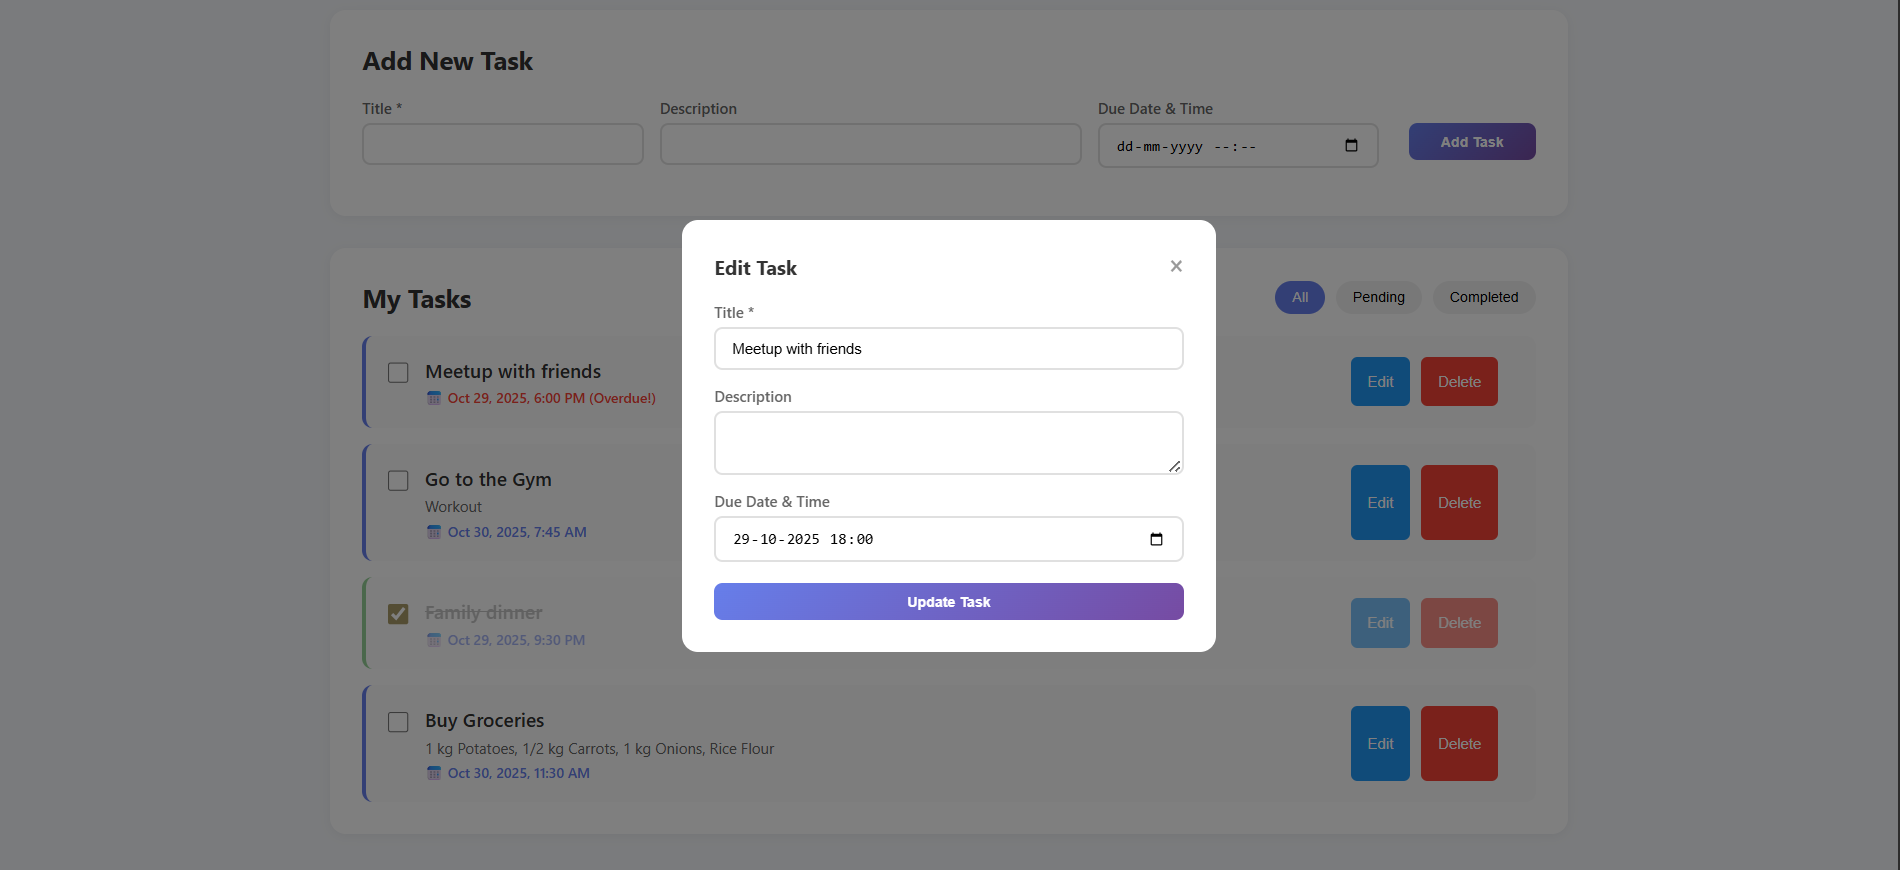 Add New Task
Title * Description Due Date & Time
dd-mm-yyyy --:-- Add Task
My Tasks All Pending Completed
Meetup with friends
Oct 29, 2025, 6:00 PM (Overdue!)
Edit Delete
Go to the Gym
Workout
Oct 30, 2025, 7:45 AM
Edit Delete
Family dinner
Oct 29, 2025, 9:30 PM
Edit Delete
Buy Groceries
1 kg Potatoes, 1/2 kg Carrots, 1 kg Onions, Rice Flour
Oct 30, 2025, 11:30 AM
Edit Delete
Edit Task ×
Title *
Meetup with friends
Description
Due Date & Time
29-10-2025 18:00
Update Task